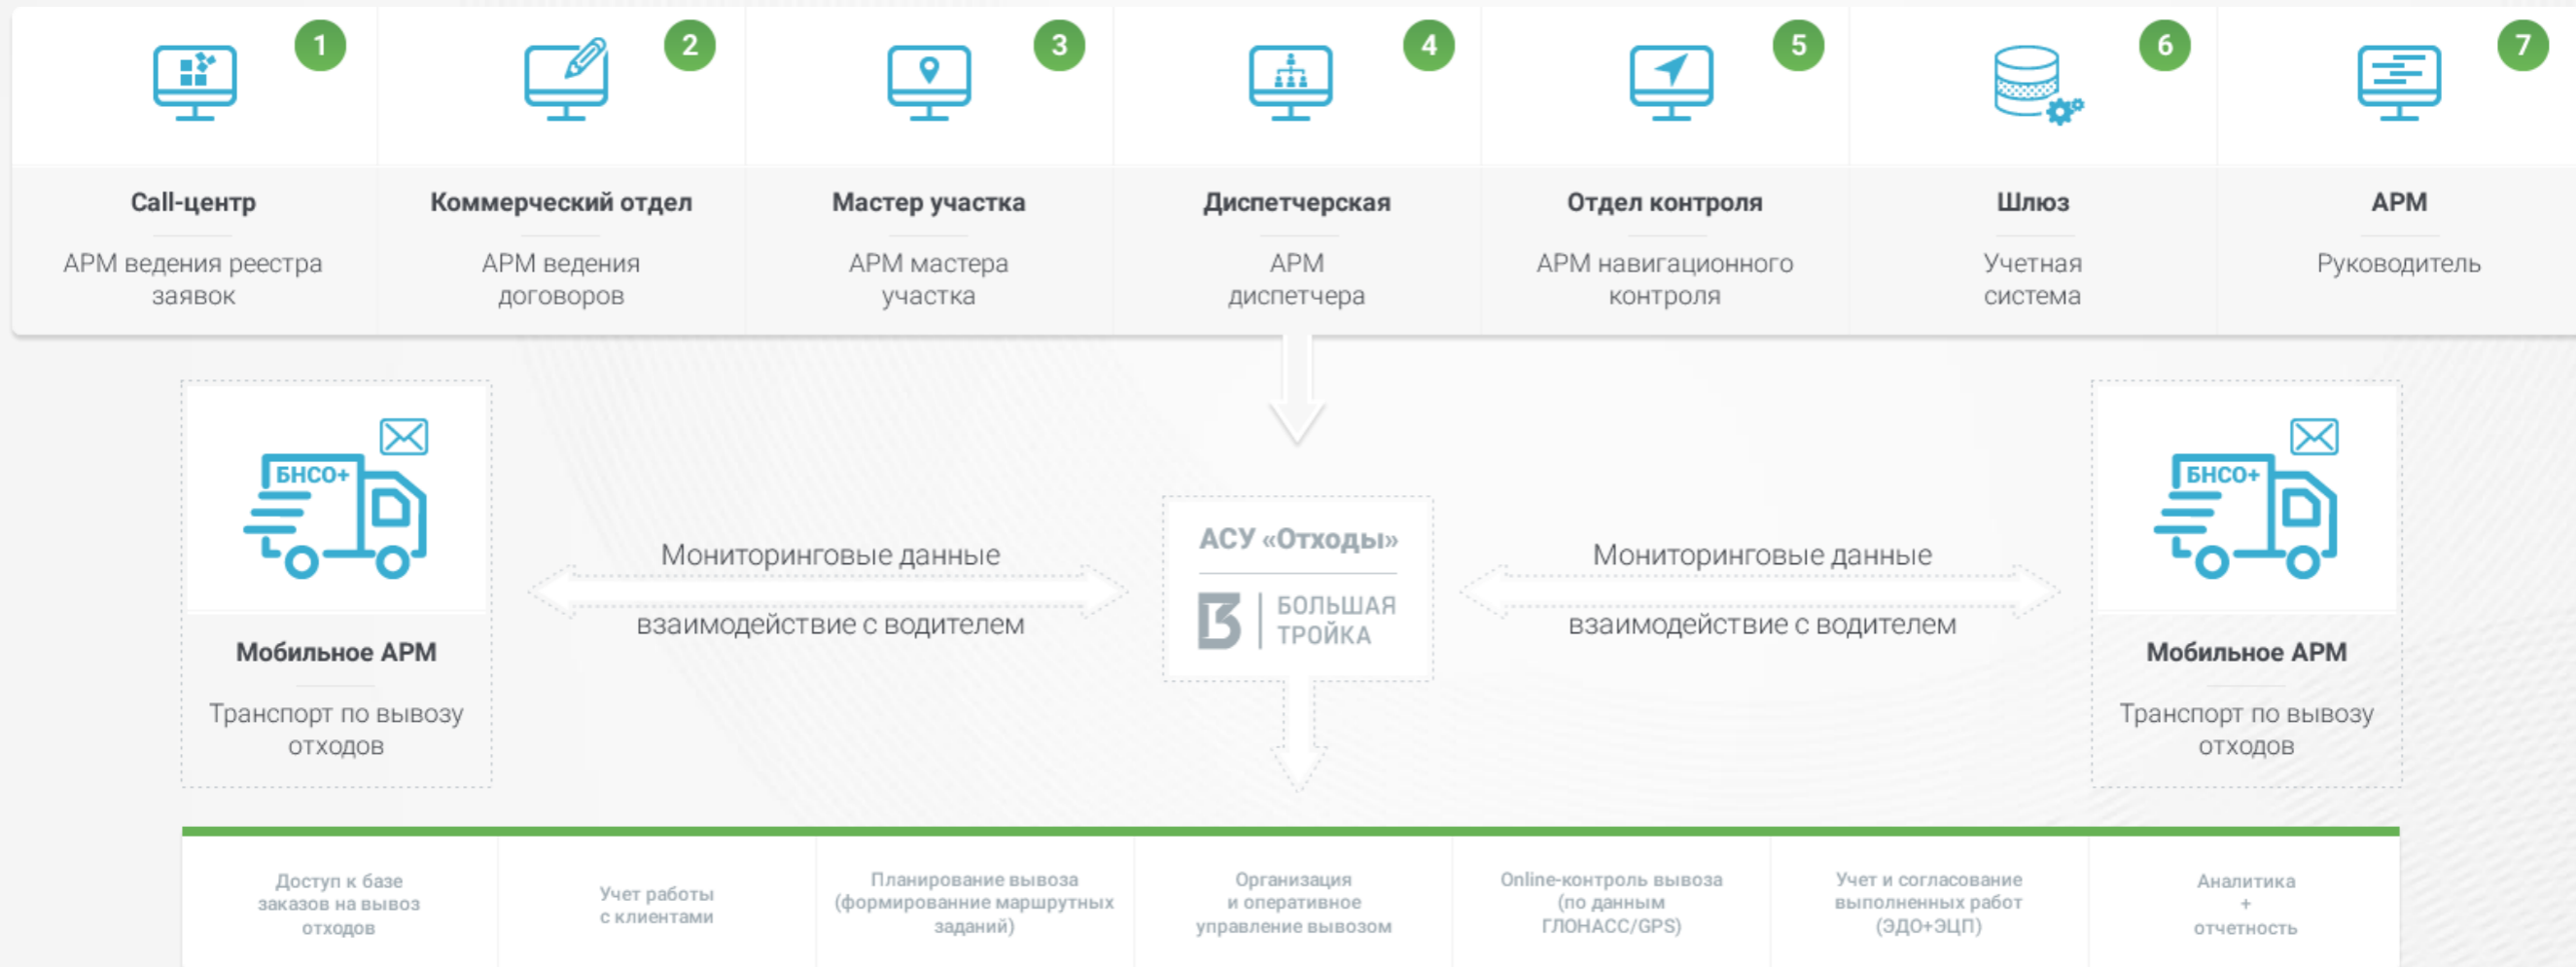 1
2
3
4
5
6
7
Call-центр
АРМ ведения реестра
заявок
Коммерческий отдел
АРМ ведения
договоров
Мастер участка
АРМ мастера
участка
Диспетчерская
АРМ
диспетчера
Отдел контроля
АРМ навигационного
контроля
Шлюз
Учетная
система
АРМ
Руководитель
БНСО+
Мобильное АРМ
Транспорт по вывозу
отходов
Мониторинговые данные
взаимодействие с водителем
АСУ «Отходы»
БОЛЬШАЯ
ТРОЙКА
Мониторинговые данные
взаимодействие с водителем
БНСО+
Мобильное АРМ
Транспорт по вывозу
отходов
Доступ к базе
заказов на вывоз
отходов
Учет работы
с клиентами
Планирование вывоза
(формированние маршрутных
заданий)
Организация
и оперативное
управление вывозом
Online-контроль вывоза
(по данным
ГЛОНАСС/GPS)
Учет и согласование
выполненных работ
(ЭДО+ЭЦП)
Аналитика
+
отчетность